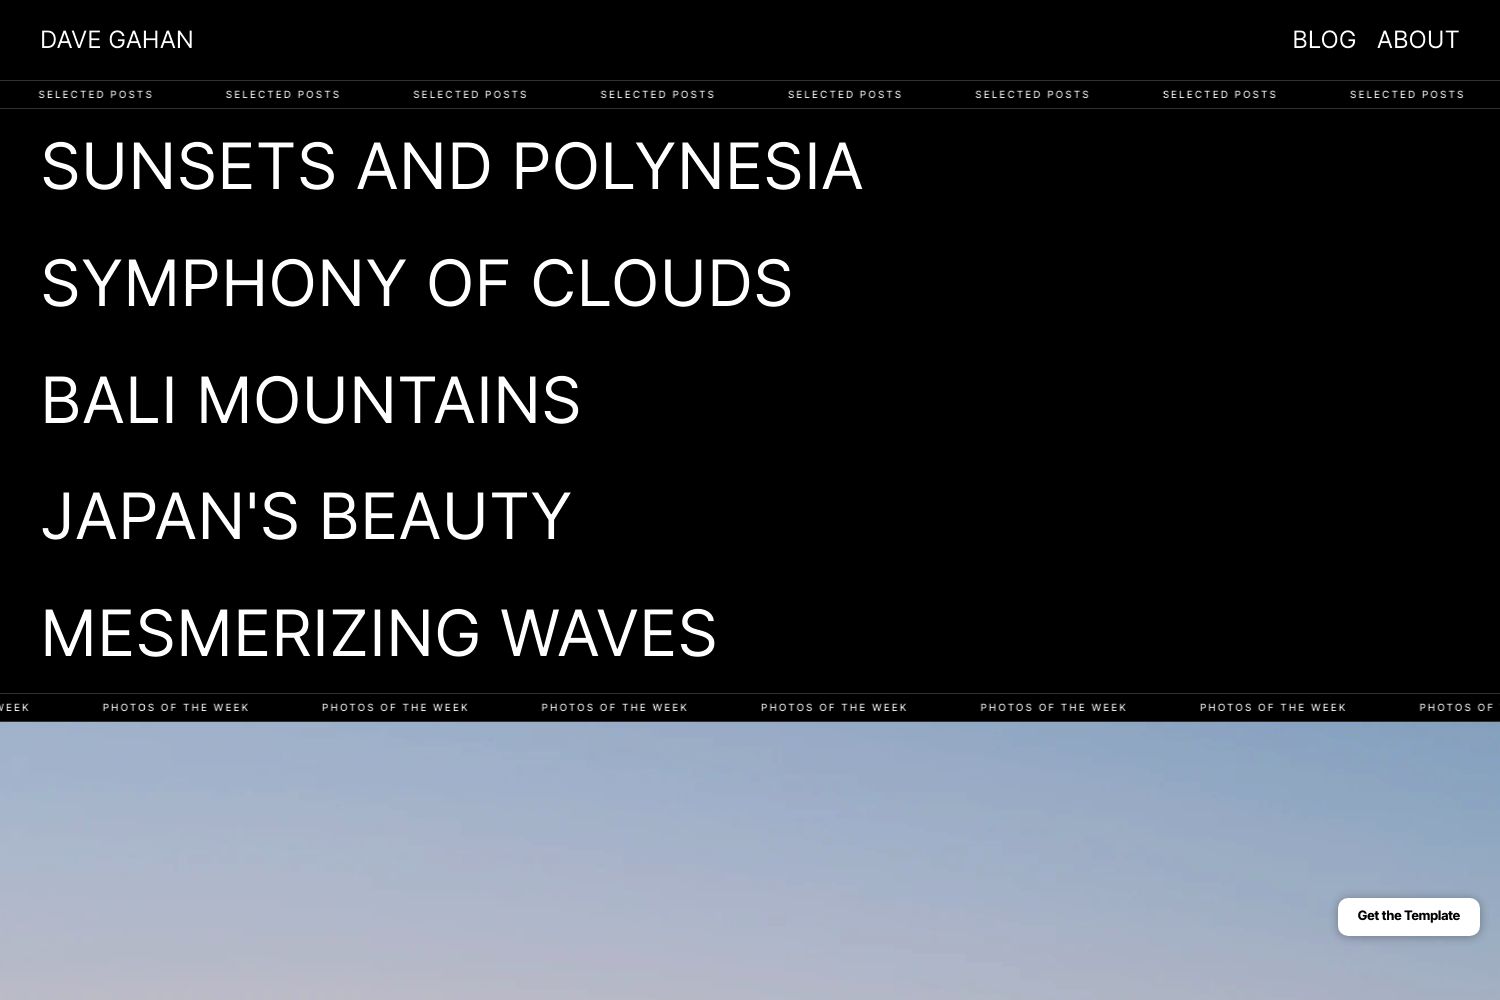 DAVE GAHAN BLOG ABOUT
SELECTED POSTS SELECTED POSTS SELECTED POSTS SELECTED POSTS SELECTED POSTS SELECTED POSTS SELECTED POSTS SELECTED POSTS
SUNSETS AND POLYNESIA
SYMPHONY OF CLOUDS
BALI MOUNTAINS
JAPAN'S BEAUTY
MESMERIZING WAVES
WEEK PHOTOS OF THE WEEK PHOTOS OF THE WEEK PHOTOS OF THE WEEK PHOTOS OF THE WEEK PHOTOS OF THE WEEK PHOTOS OF THE WEEK PHOTOS OF
Get the Template